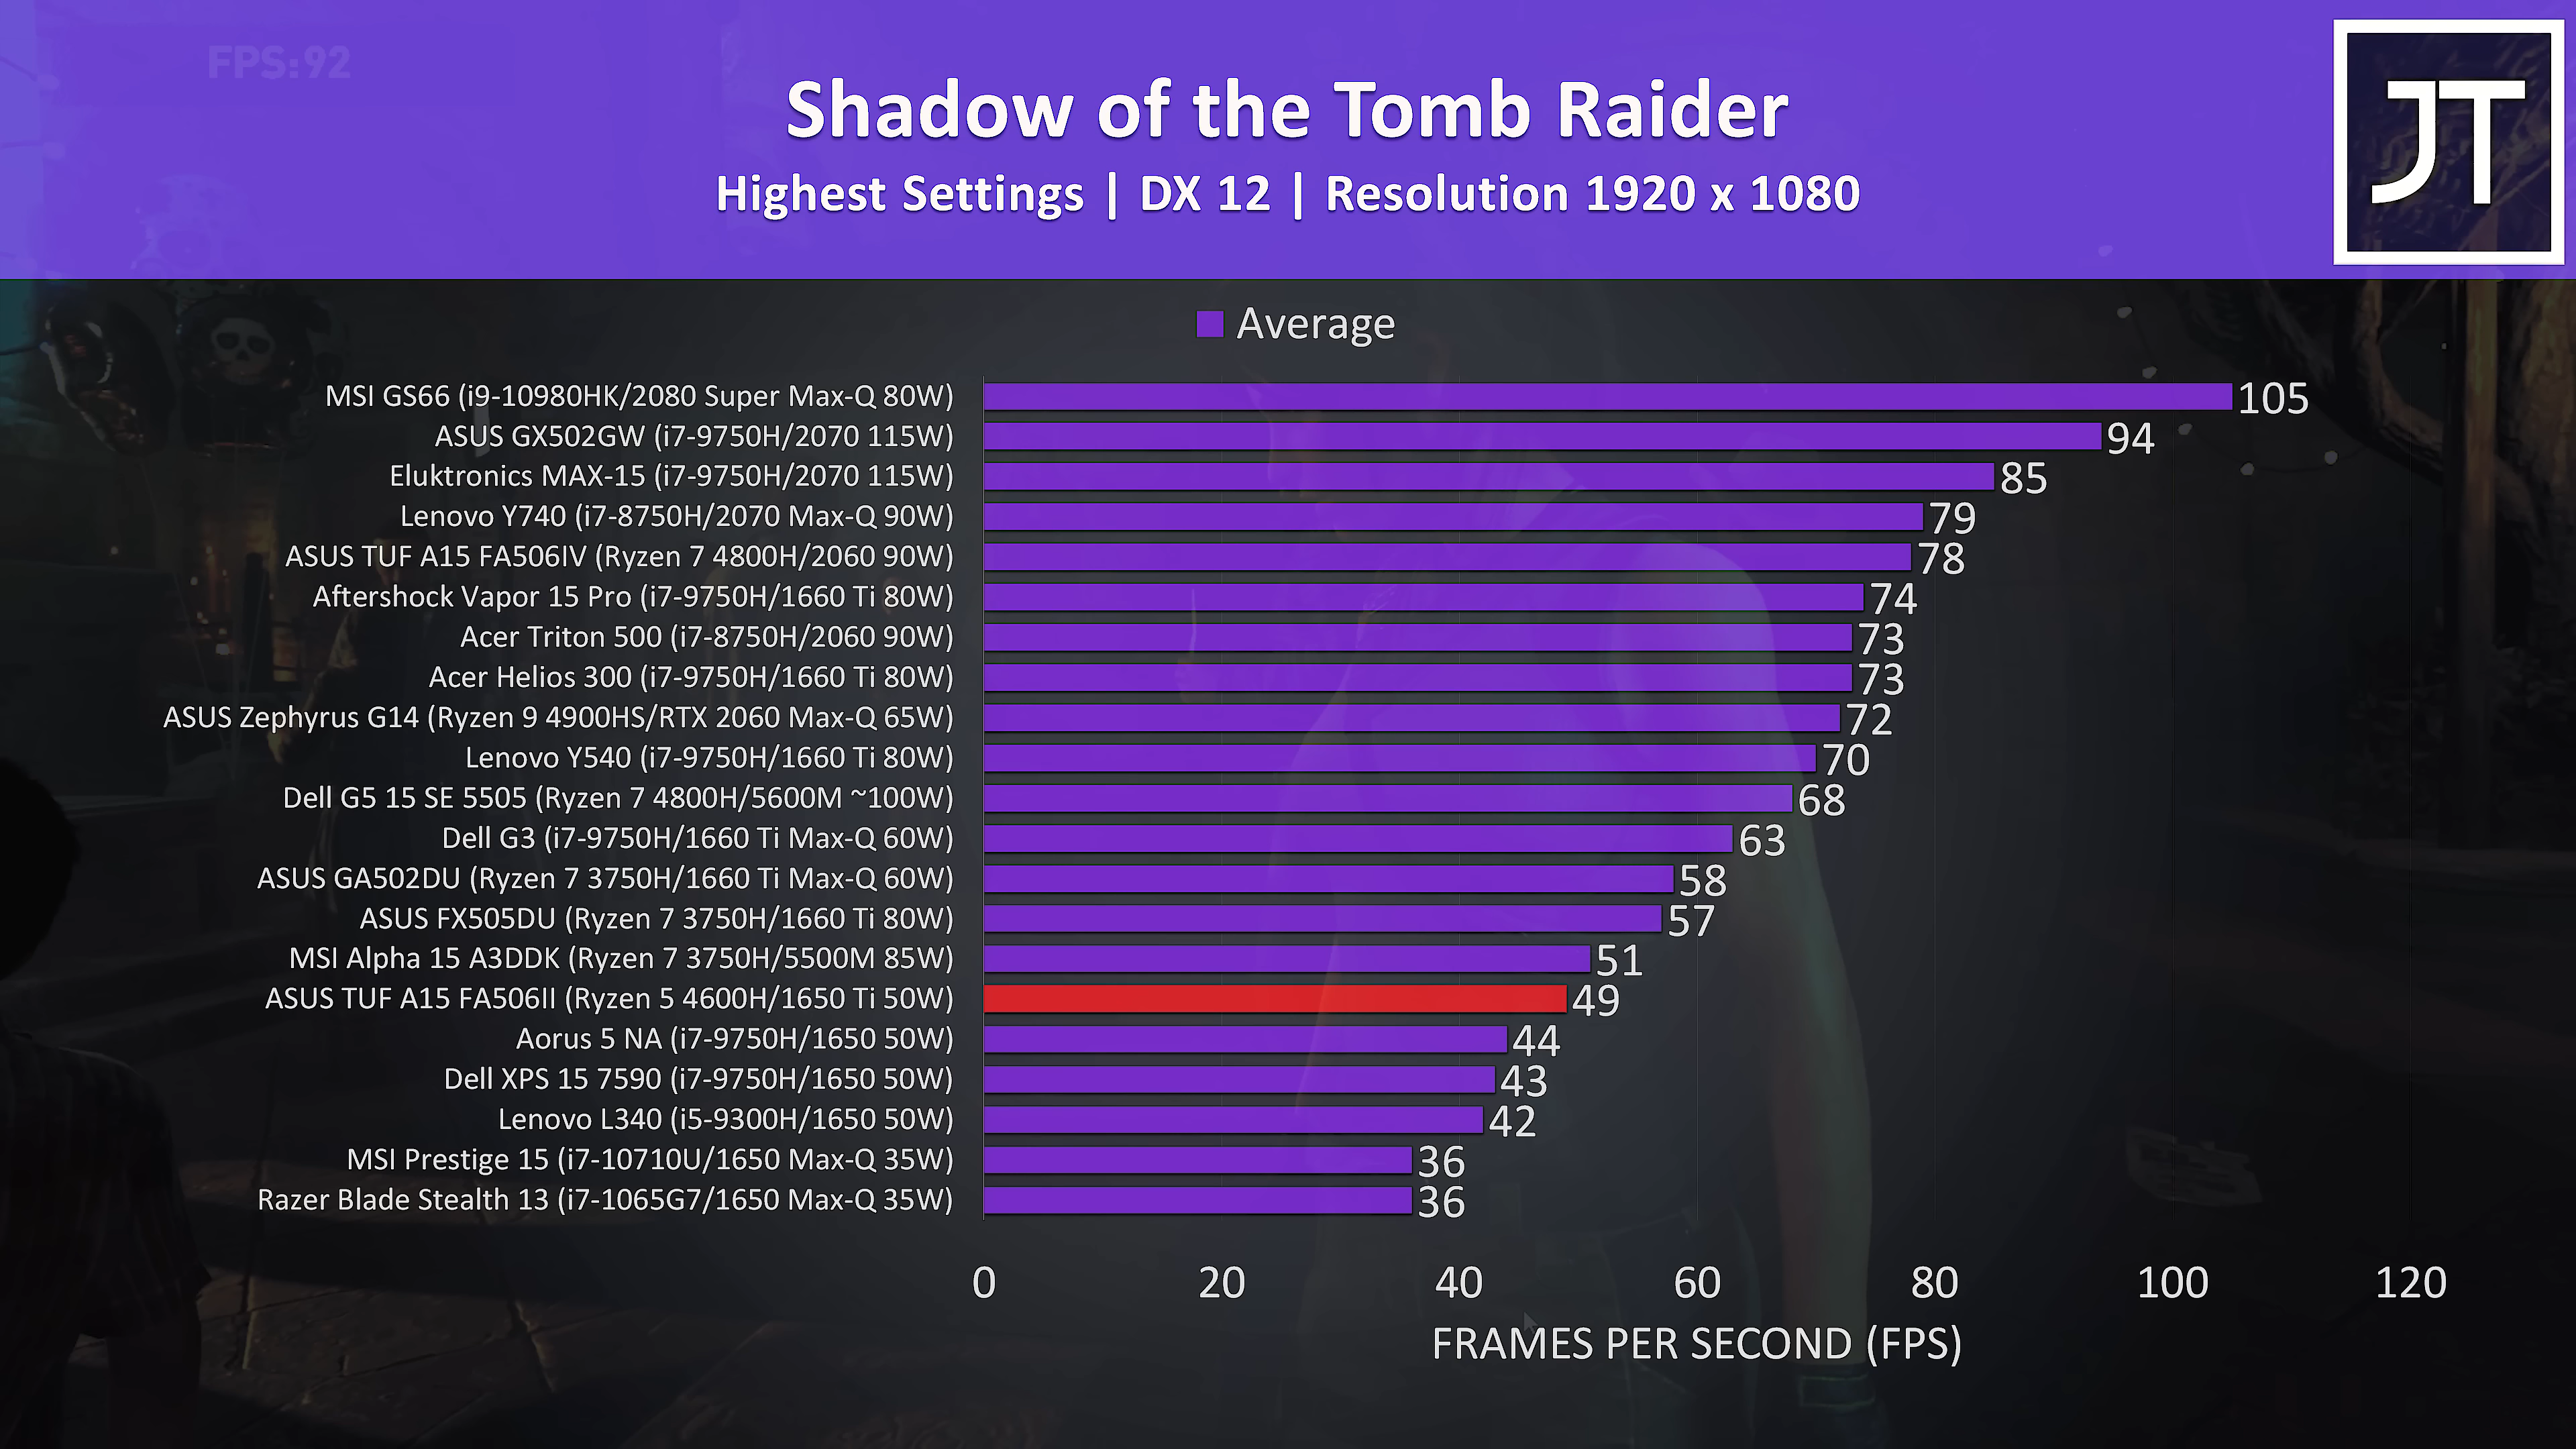 FPS:92
Shadow of the Tomb Raider
Highest Settings | DX 12 | Resolution 1920 x 1080
JT
Average
MSI GS66 (i9-10980HK/2080 Super Max-Q 80W) 105
ASUS GX502GW (i7-9750H/2070 115W) 94
Eluktronics MAX-15 (i7-9750H/2070 115W) 85
Lenovo Y740 (i7-8750H/2070 Max-Q 90W) 79
ASUS TUF A15 FA506IV (Ryzen 7 4800H/2060 90W) 78
Aftershock Vapor 15 Pro (i7-9750H/1660 Ti 80W) 74
Acer Triton 500 (i7-8750H/2060 90W) 73
Acer Helios 300 (i7-9750H/1660 Ti 80W) 73
ASUS Zephyrus G14 (Ryzen 9 4900HS/RTX 2060 Max-Q 65W) 72
Lenovo Y540 (i7-9750H/1660 Ti 80W) 70
Dell G5 15 SE 5505 (Ryzen 7 4800H/5600M ~100W) 68
Dell G3 (i7-9750H/1660 Ti Max-Q 60W) 63
ASUS GA502DU (Ryzen 7 3750H/1660 Ti Max-Q 60W) 58
ASUS FX505DU (Ryzen 7 3750H/1660 Ti 80W) 57
MSI Alpha 15 A3DDK (Ryzen 7 3750H/5500M 85W) 51
ASUS TUF A15 FA506II (Ryzen 5 4600H/1650 Ti 50W) 49
Aorus 5 NA (i7-9750H/1650 50W) 44
Dell XPS 15 7590 (i7-9750H/1650 50W) 43
Lenovo L340 (i5-9300H/1650 50W) 42
MSI Prestige 15 (i7-10710U/1650 Max-Q 35W) 36
Razer Blade Stealth 13 (i7-1065G7/1650 Max-Q 35W) 36
0 20 40 60 80 100 120
FRAMES PER SECOND (FPS)